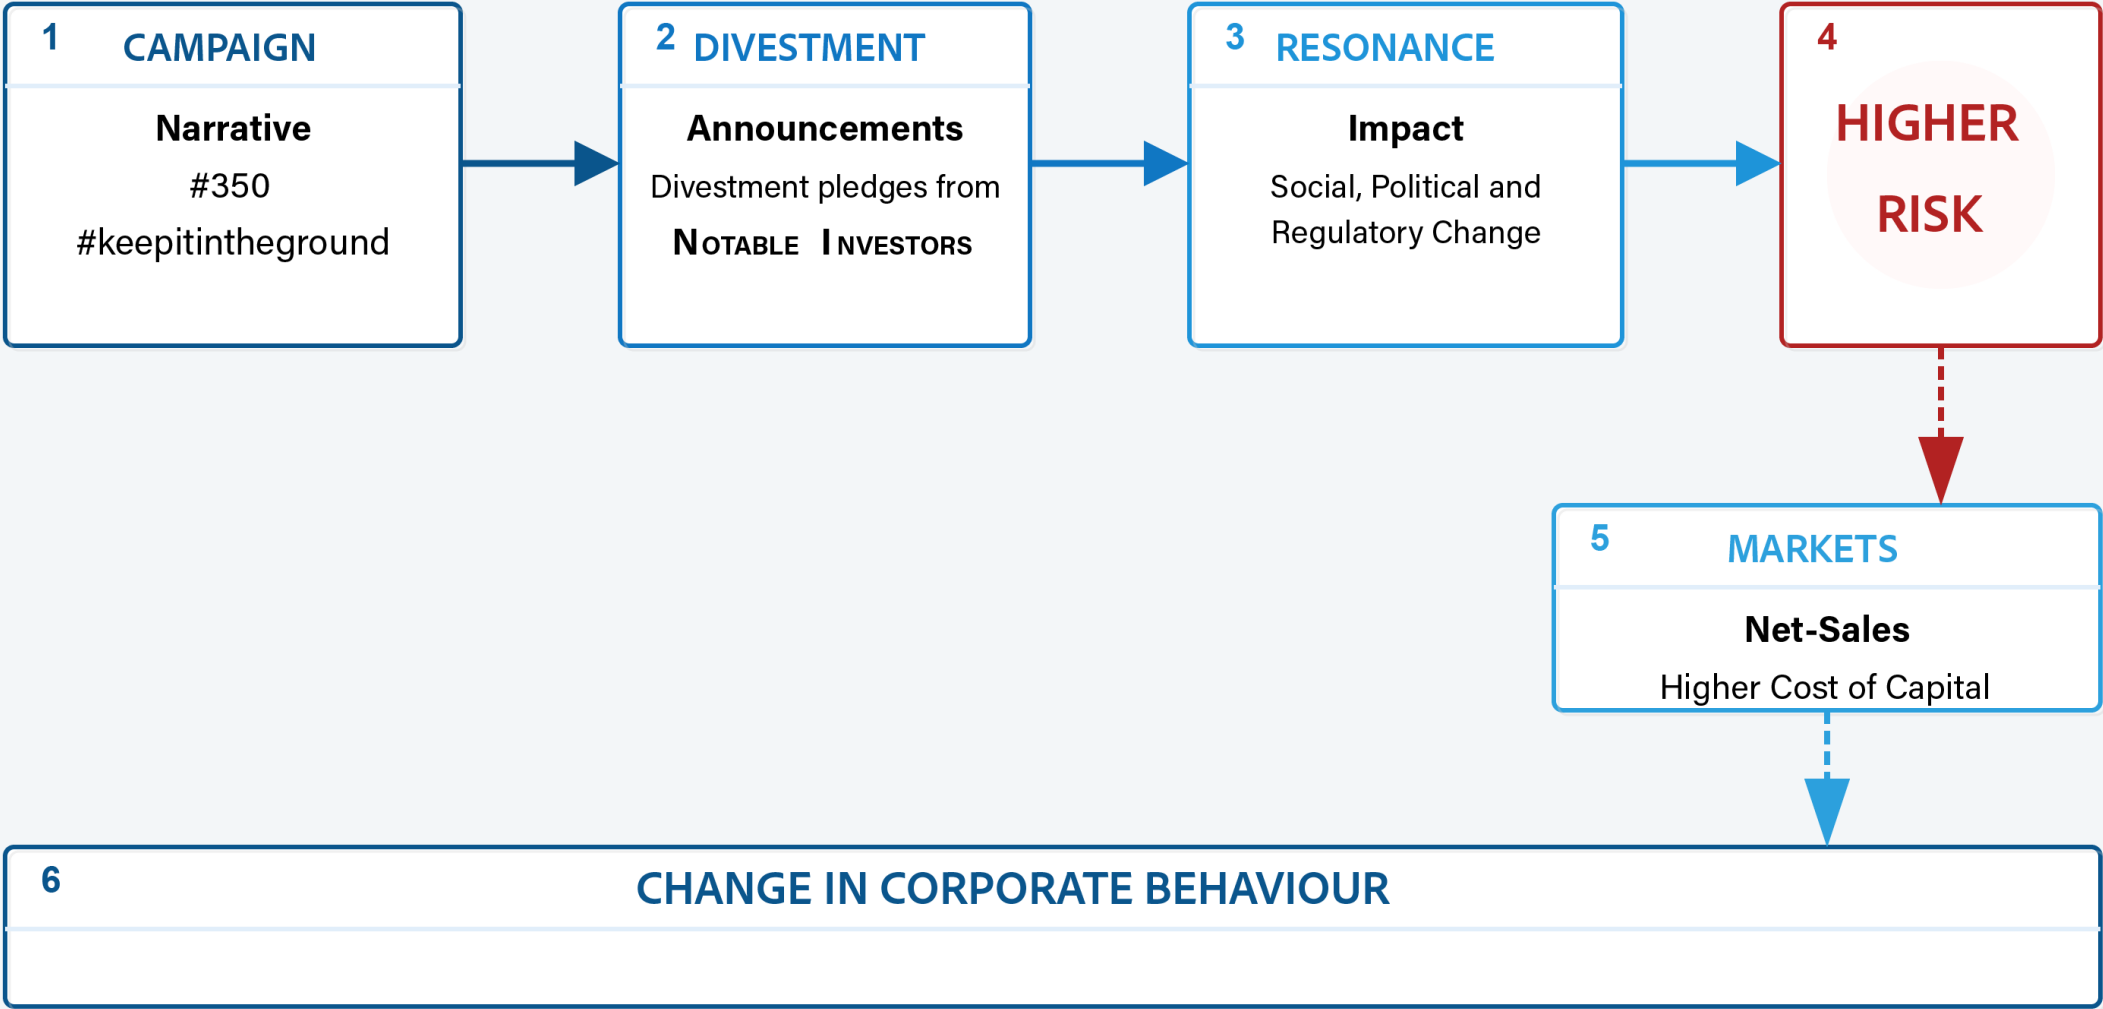 1 CAMPAIGN
Narrative
#350
#keepitintheground
2 DIVESTMENT
Announcements
Divestment pledges from
NOTABLE INVESTORS
3 RESONANCE
Impact
Social, Political and
Regulatory Change
4
HIGHER
RISK
5 MARKETS
Net-Sales
Higher Cost of Capital
6 CHANGE IN CORPORATE BEHAVIOUR